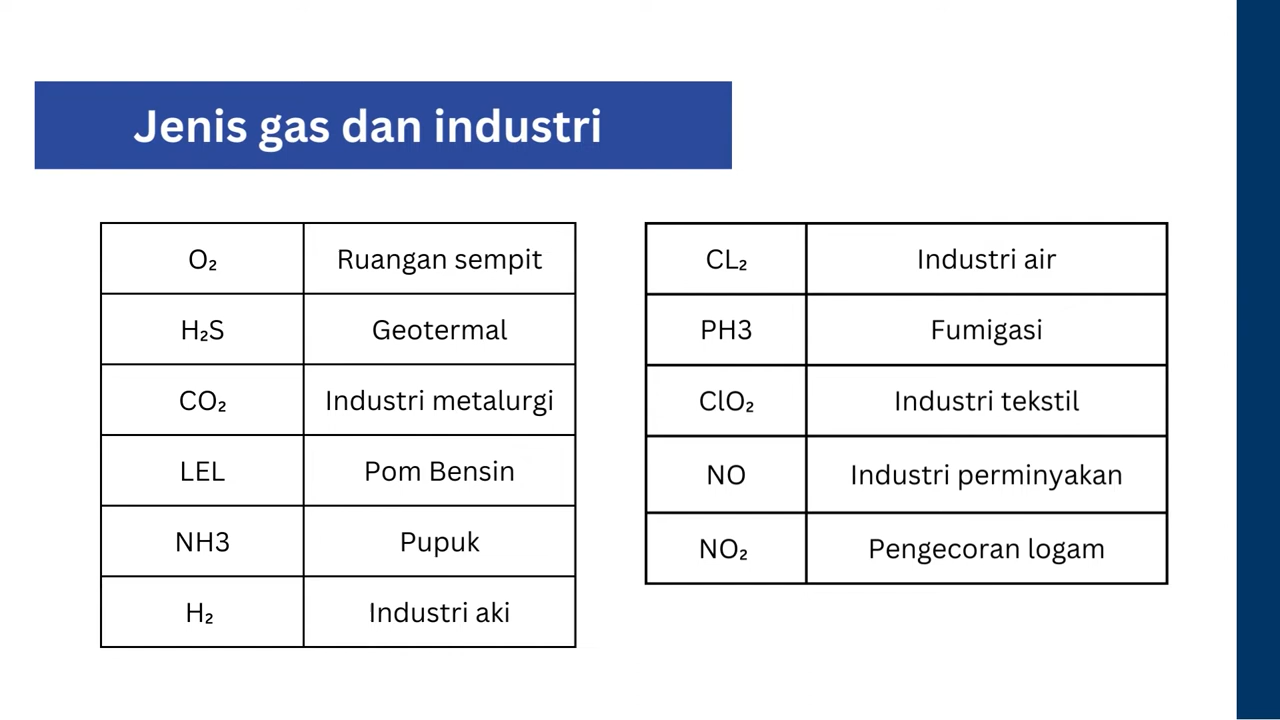 Jenis gas dan industri
O₂ Ruangan sempit
H₂S Geotermal
CO₂ Industri metalurgi
LEL Pom Bensin
NH3 Pupuk
H₂ Industri aki
CL₂ Industri air
PH3 Fumigasi
ClO₂ Industri tekstil
NO Industri perminyakan
NO₂ Pengecoran logam